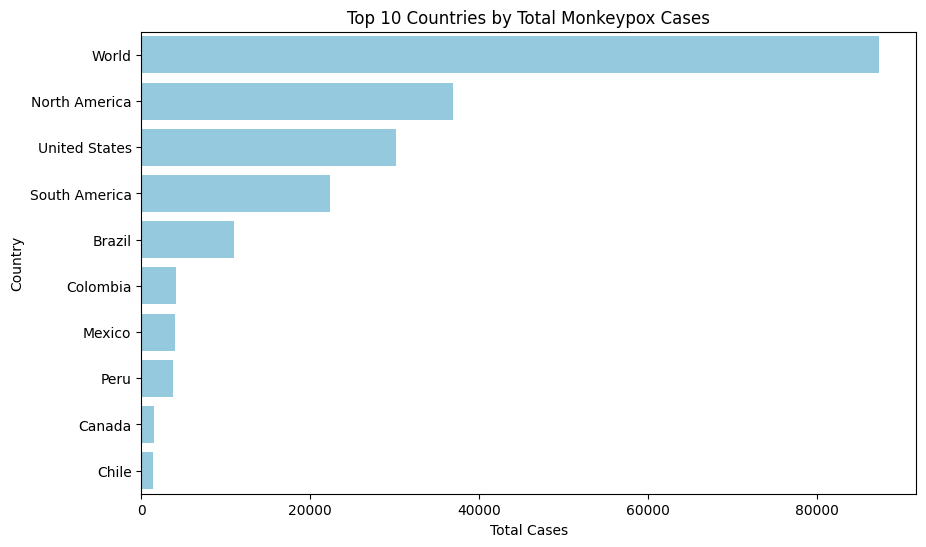 Top 10 Countries by Total Monkeypox Cases
World
North America
United States
South America
Brazil
Colombia
Mexico
Peru
Canada
Chile
Country
0 20000 40000 60000 80000
Total Cases